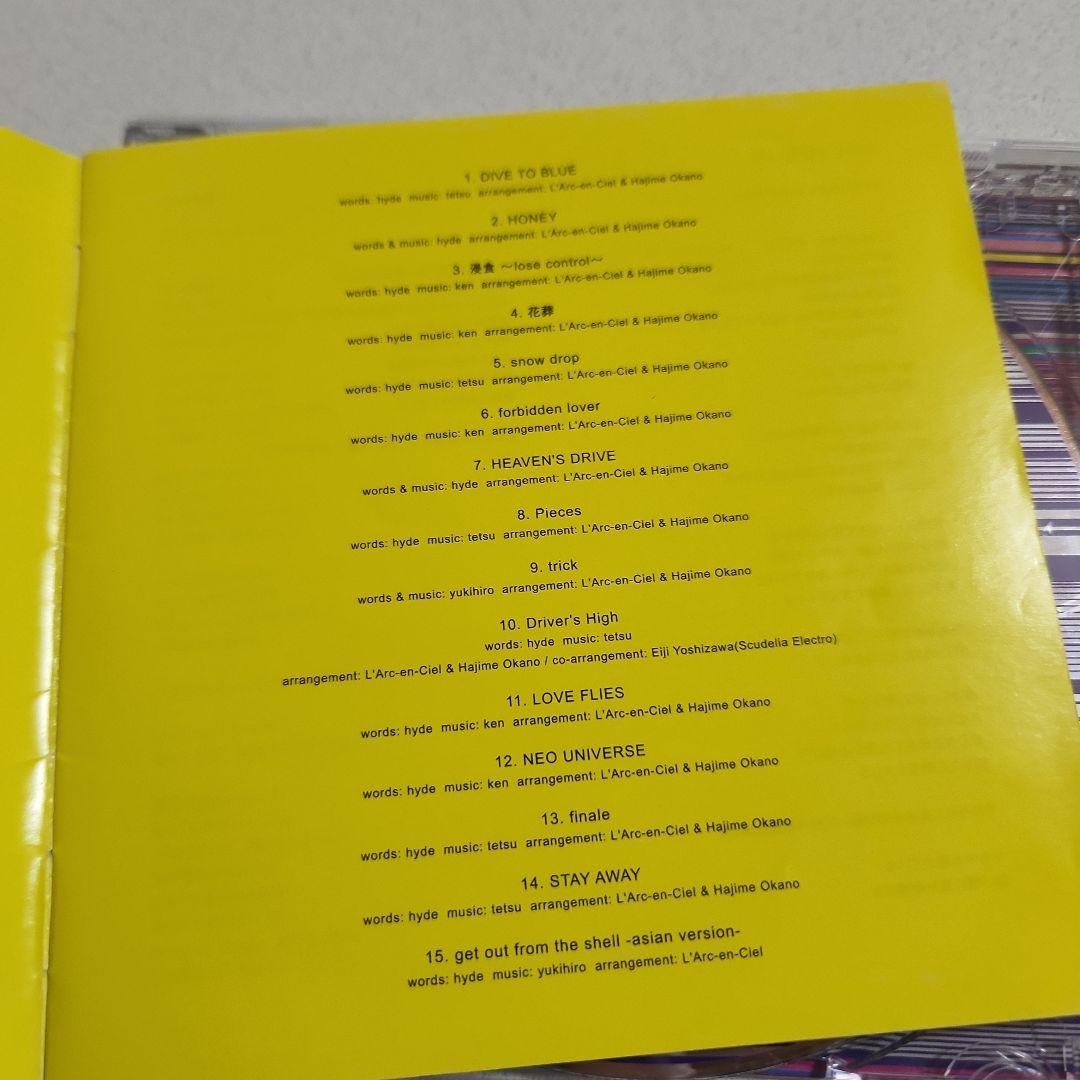 1. DIVE TO BLUE
words: hyde music: tetsu arrangement: L'Arc-en-Ciel & Hajime Okano
2. HONEY
words & music: hyde arrangement: L'Arc-en-Ciel & Hajime Okano
3. 浸食 〜lose control〜
words: hyde music: ken arrangement: L'Arc-en-Ciel & Hajime Okano
4. 花葬
words: hyde music: ken arrangement: L'Arc-en-Ciel & Hajime Okano
5. snow drop
words: hyde music: tetsu arrangement: L'Arc-en-Ciel & Hajime Okano
6. forbidden lover
words: hyde music: ken arrangement: L'Arc-en-Ciel & Hajime Okano
7. HEAVEN'S DRIVE
words & music: hyde arrangement: L'Arc-en-Ciel & Hajime Okano
8. Pieces
words: hyde music: tetsu arrangement: L'Arc-en-Ciel & Hajime Okano
9. trick
words & music: yukihiro arrangement: L'Arc-en-Ciel & Hajime Okano
10. Driver's High
words: hyde music: tetsu
arrangement: L'Arc-en-Ciel & Hajime Okano / co-arrangement: Eiji Yoshizawa(Scudelia Electro)
11. LOVE FLIES
words: hyde music: ken arrangement: L'Arc-en-Ciel & Hajime Okano
12. NEO UNIVERSE
words: hyde music: ken arrangement: L'Arc-en-Ciel & Hajime Okano
13. finale
words: hyde music: tetsu arrangement: L'Arc-en-Ciel & Hajime Okano
14. STAY AWAY
words: hyde music: tetsu arrangement: L'Arc-en-Ciel & Hajime Okano
15. get out from the shell -asian version-
words: hyde music: yukihiro arrangement: L'Arc-en-Ciel